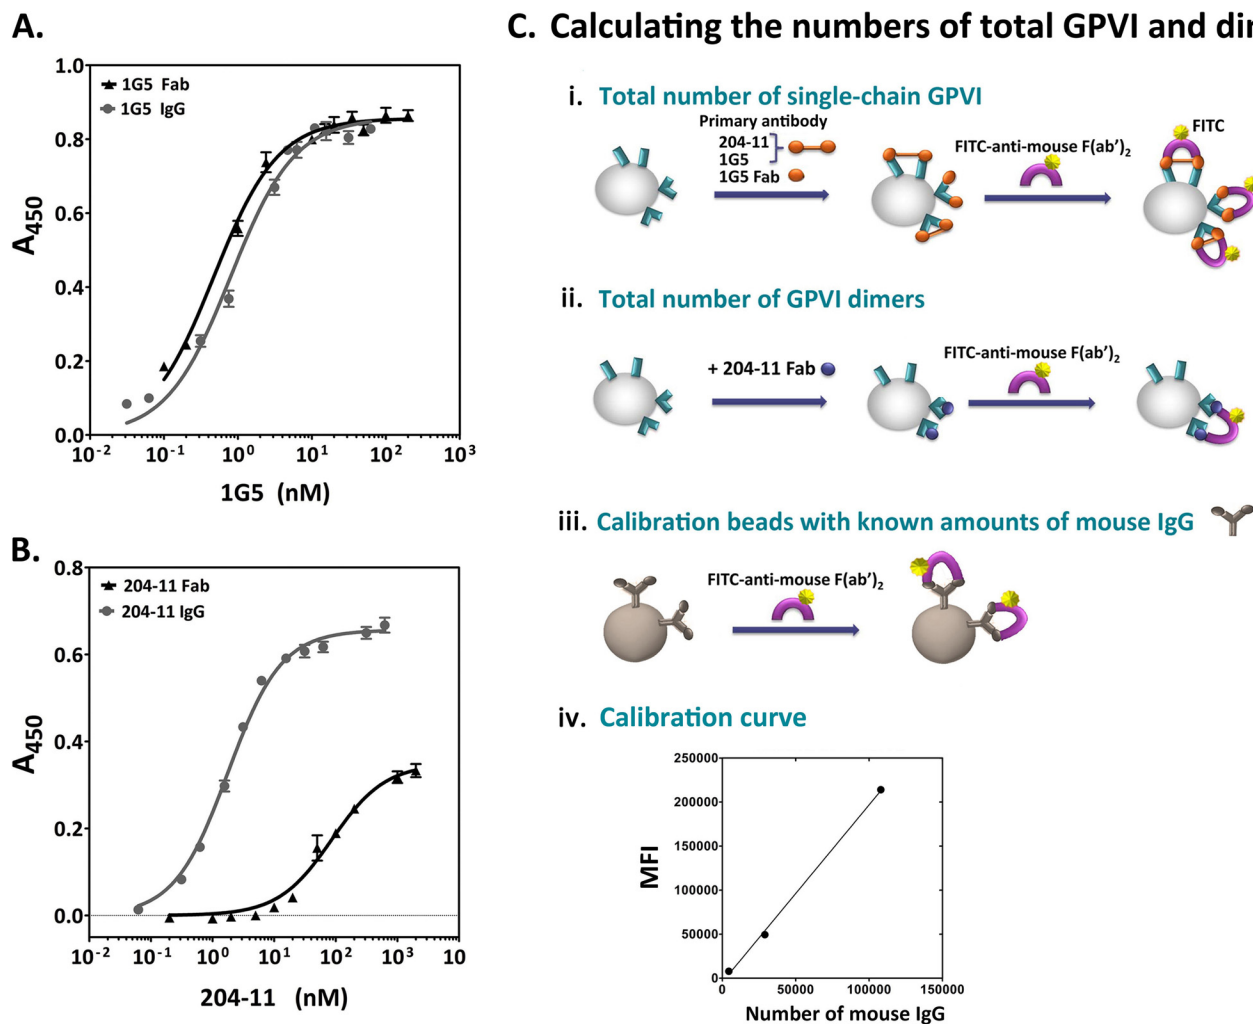 A.
1.0
0.8
0.6
0.4
0.2
0.0
A450
1G5 Fab
1G5 IgG
10-2 10-1 100 101 102 103
1G5 (nM)
B.
0.8
0.6
0.4
0.2
0.0
A450
204-11 Fab
204-11 IgG
10-2 10-1 100 101 102 103 10
204-11 (nM)
C. Calculating the numbers of total GPVI and dim
i. Total number of single-chain GPVI
Primary antibody
204-11
1G5
1G5 Fab
FITC-anti-mouse F(ab')2
FITC
ii. Total number of GPVI dimers
+ 204-11 Fab
FITC-anti-mouse F(ab')2
iii. Calibration beads with known amounts of mouse IgG
FITC-anti-mouse F(ab')2
iv. Calibration curve
250000
200000
150000
100000
50000
0
MFI
0 50000 100000 150000
Number of mouse IgG